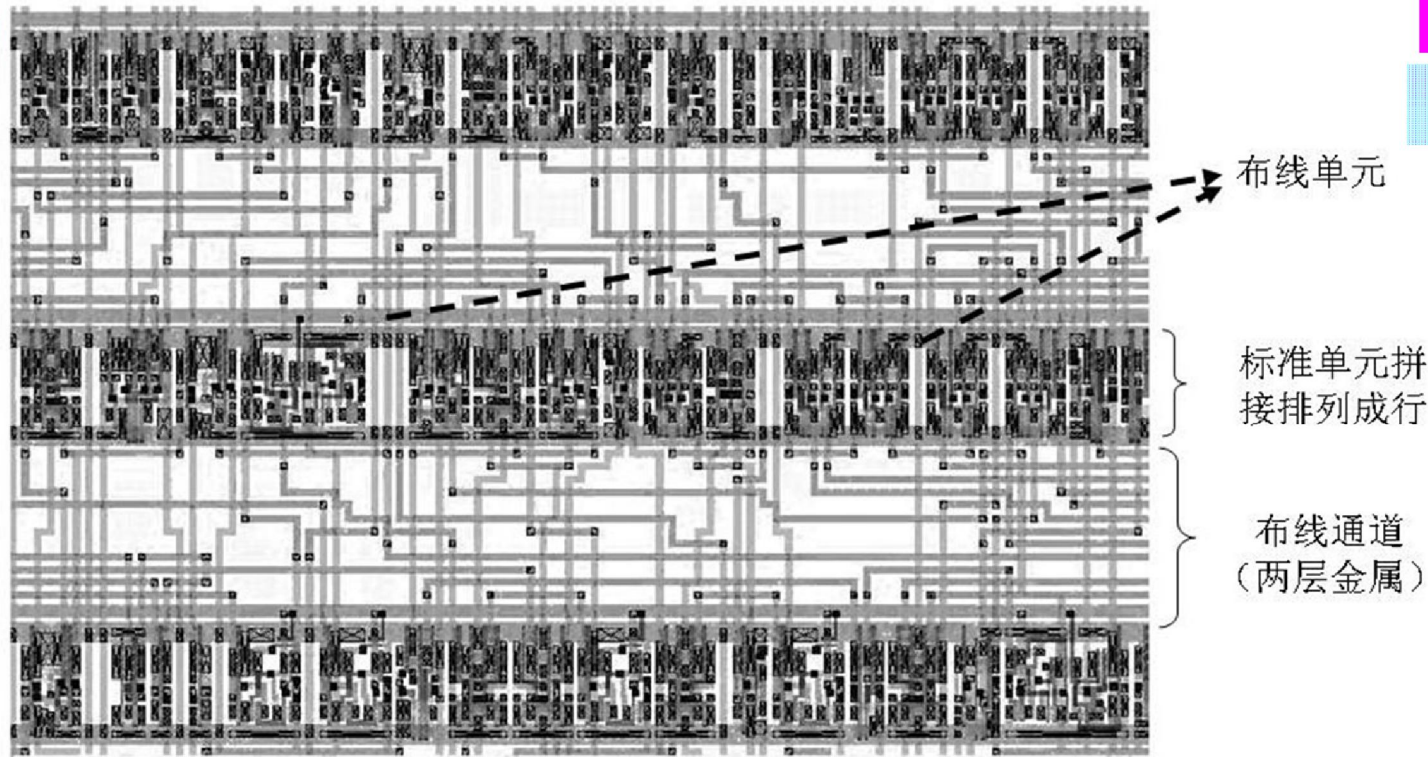 布线单元
标准单元拼
接排列成行
布线通道
（两层金属）